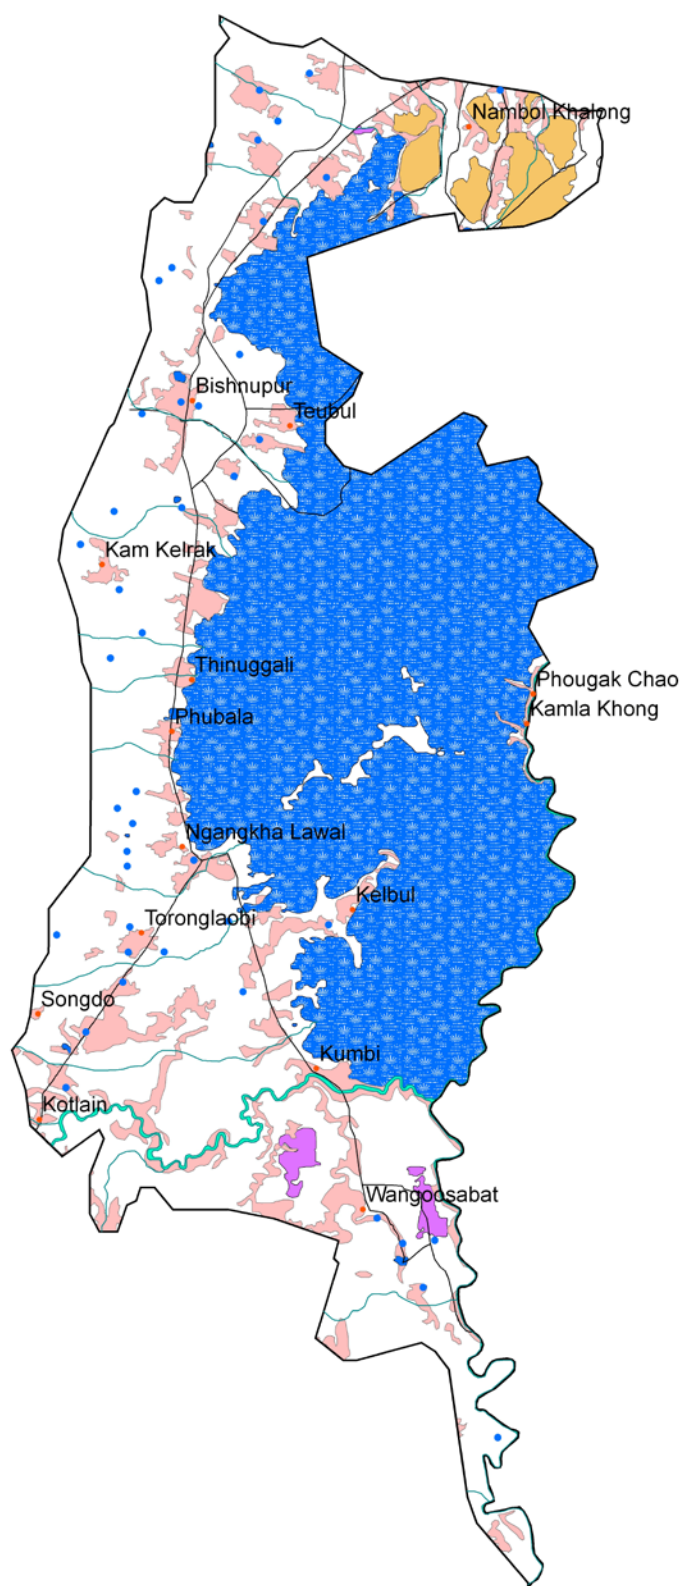 Nambol Khalong
Bishnupur
Teubul
Kam Kelrak
Thinuggali
Phougak Chao
Kamla Khong
Phubala
Ngangkha Lawal
Kelbul
Toronglaobi
Songdo
Kumbi
Kotlain
Wangoosabat